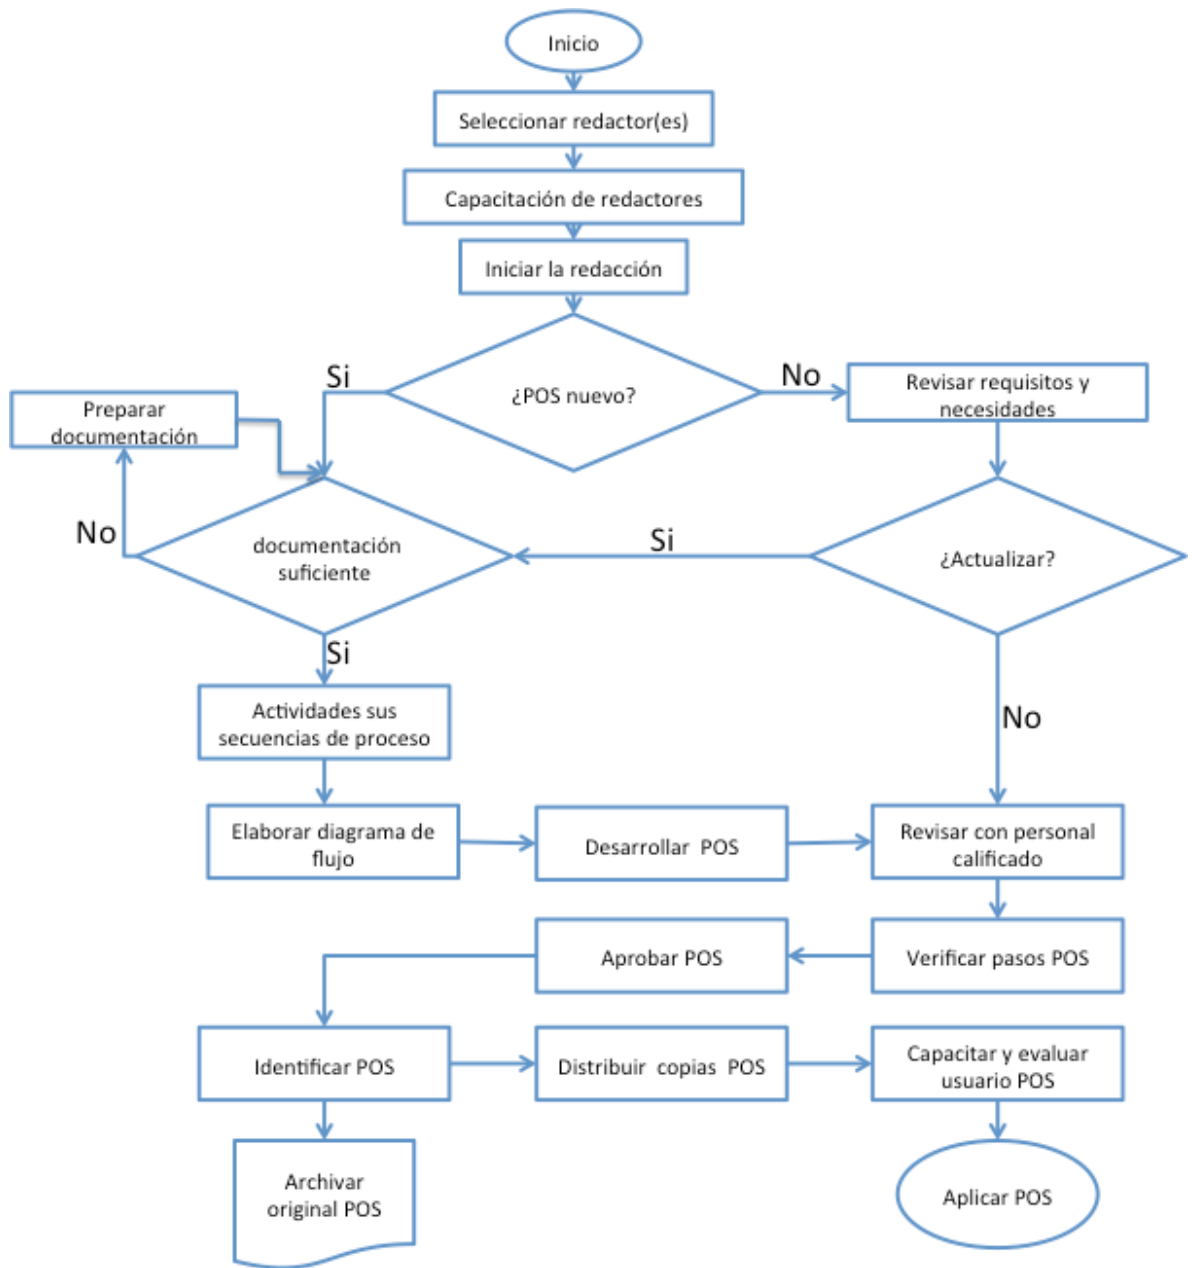 Inicio
Seleccionar redactor(es)
Capacitación de redactores
Iniciar la redacción
¿POS nuevo?
Si
No
Revisar requisitos y
necesidades
Preparar
documentación
No
documentación
suficiente
Si
¿Actualizar?
Si
No
Actividades sus
secuencias de proceso
Elaborar diagrama de
flujo
Desarrollar POS
Revisar con personal
calificado
Aprobar POS
Verificar pasos POS
Identificar POS
Distribuir copias POS
Capacitar y evaluar
usuario POS
Archivar
original POS
Aplicar POS